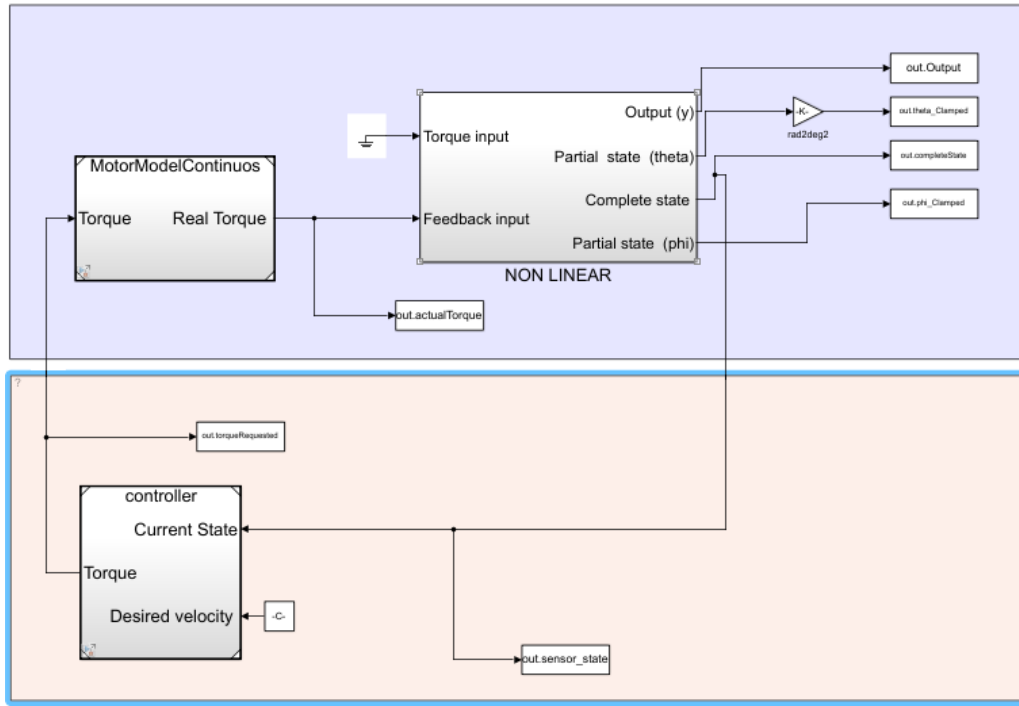 out.Output
Output (y)
-K-
out.theta_Clamped
Torque input
rad2deg2
Partial state (theta)
out.completeState
MotorModelContinuos
Complete state
out.phi_Clamped
Torque
Real Torque
Feedback input
Partial state (phi)
NON LINEAR
out.actualTorque
?
out.torqueRequested
controller
Current State
Torque
Desired velocity
-C-
out.sensor_state